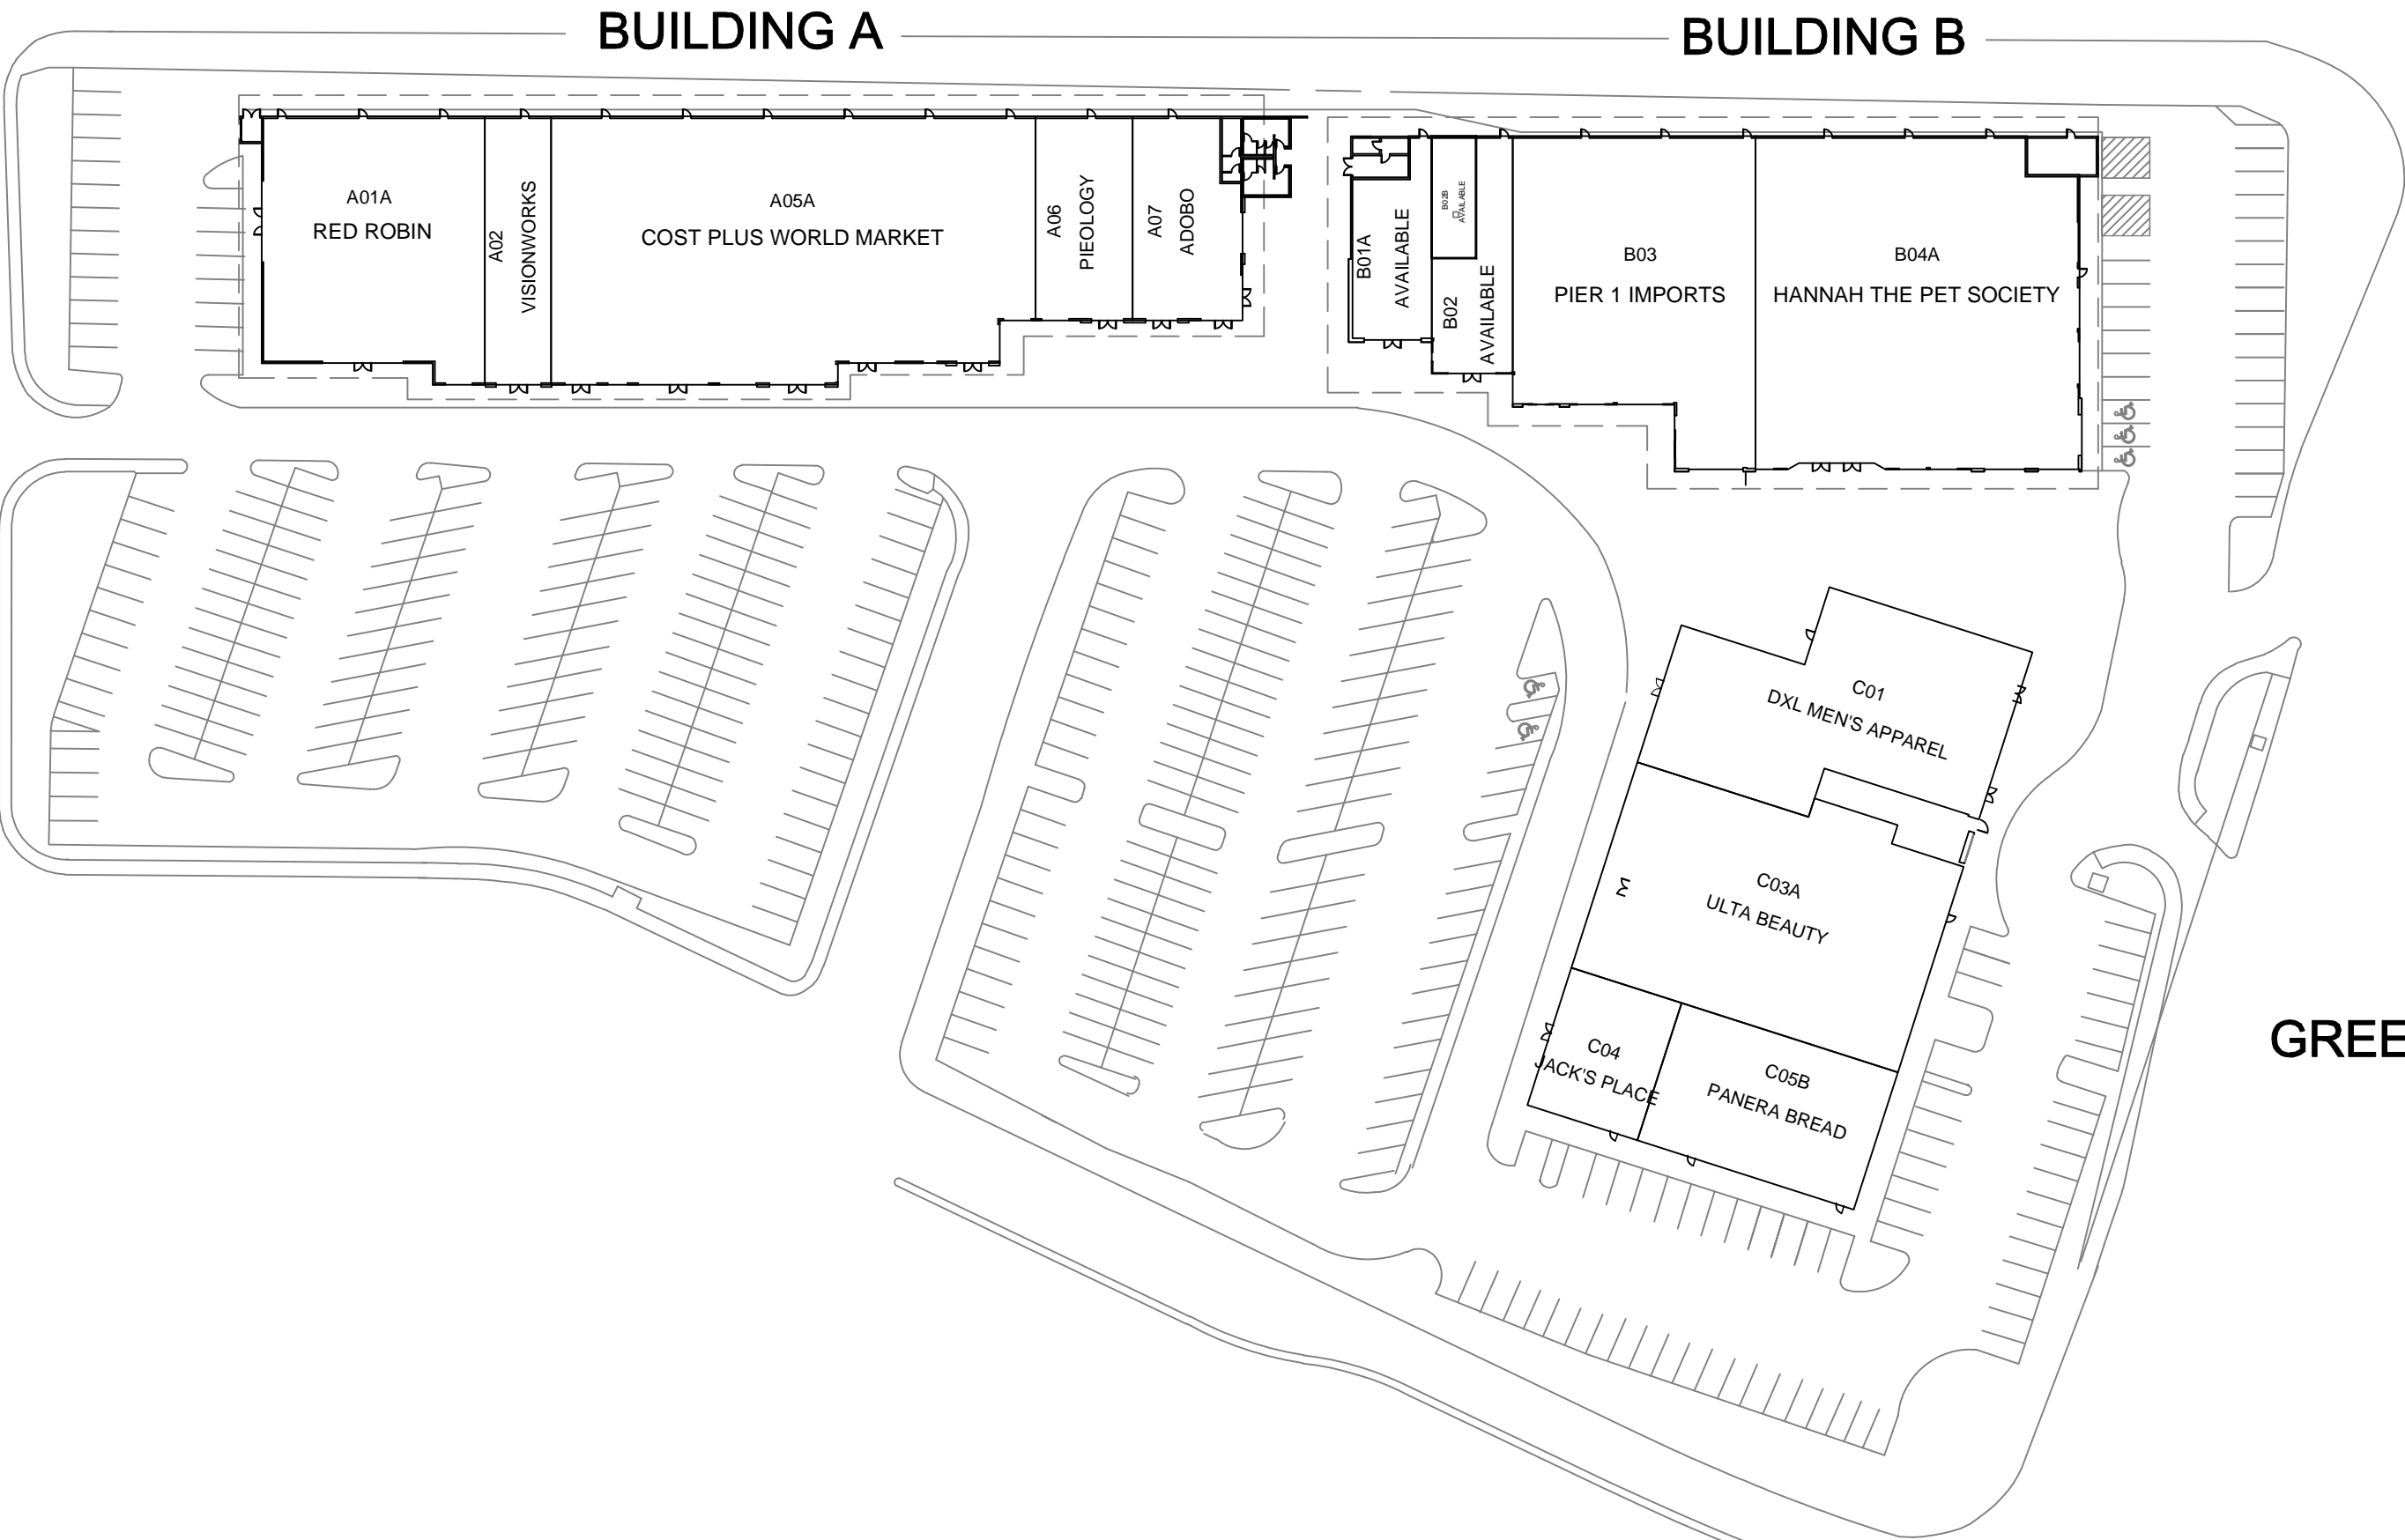 BUILDING A
BUILDING B
A01A
RED ROBIN
A02
VISIONWORKS
A05A
COST PLUS WORLD MARKET
A06
PIEOLOGY
A07
ADOBO
B01A
AVAILABLE
B02B
AVAILABLE
B02
AVAILABLE
B03
PIER 1 IMPORTS
B04A
HANNAH THE PET SOCIETY
C01
DXL MEN'S APPAREL
C03A
ULTA BEAUTY
C04
JACK'S PLACE
C05B
PANERA BREAD
GREE